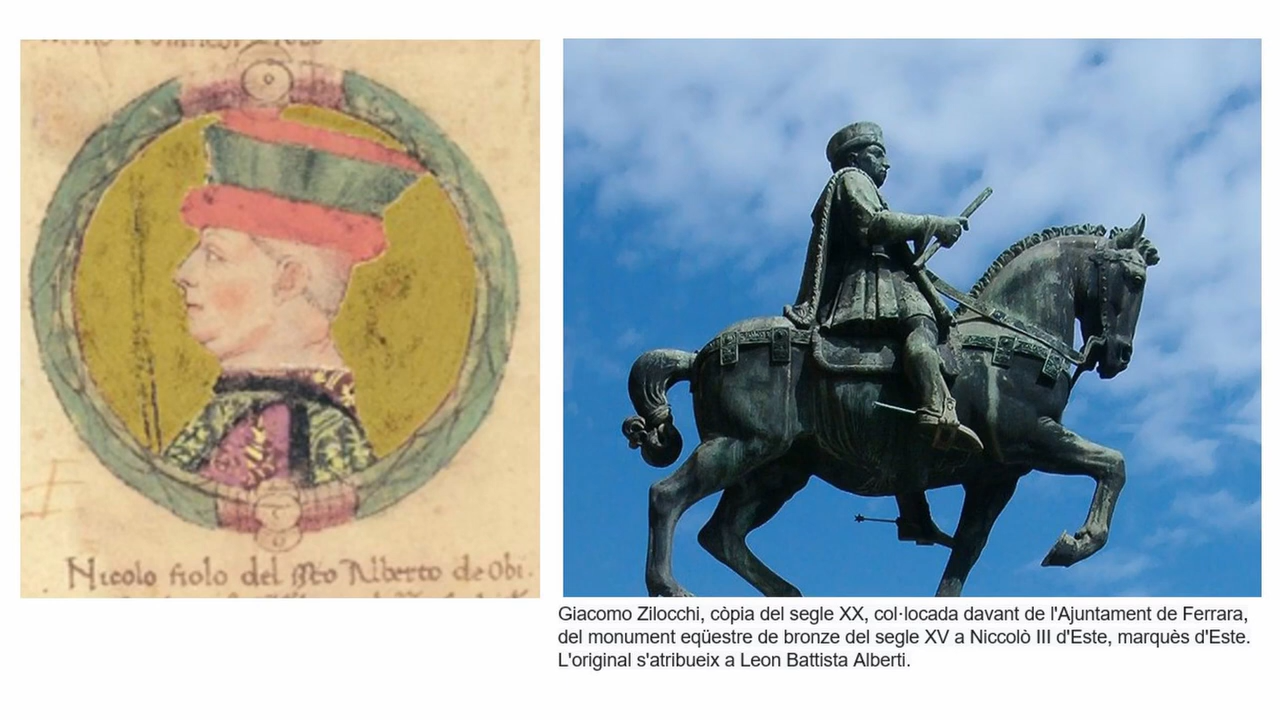 Nicolo fiolo del Alberto de Obi.
Giacomo Zilocchi, còpia del segle XX, col·locada davant de l'Ajuntament de Ferrara,
del monument eqüestre de bronze del segle XV a Niccolò III d'Este, marquès d'Este.
L'original s'atribueix a Leon Battista Alberti.